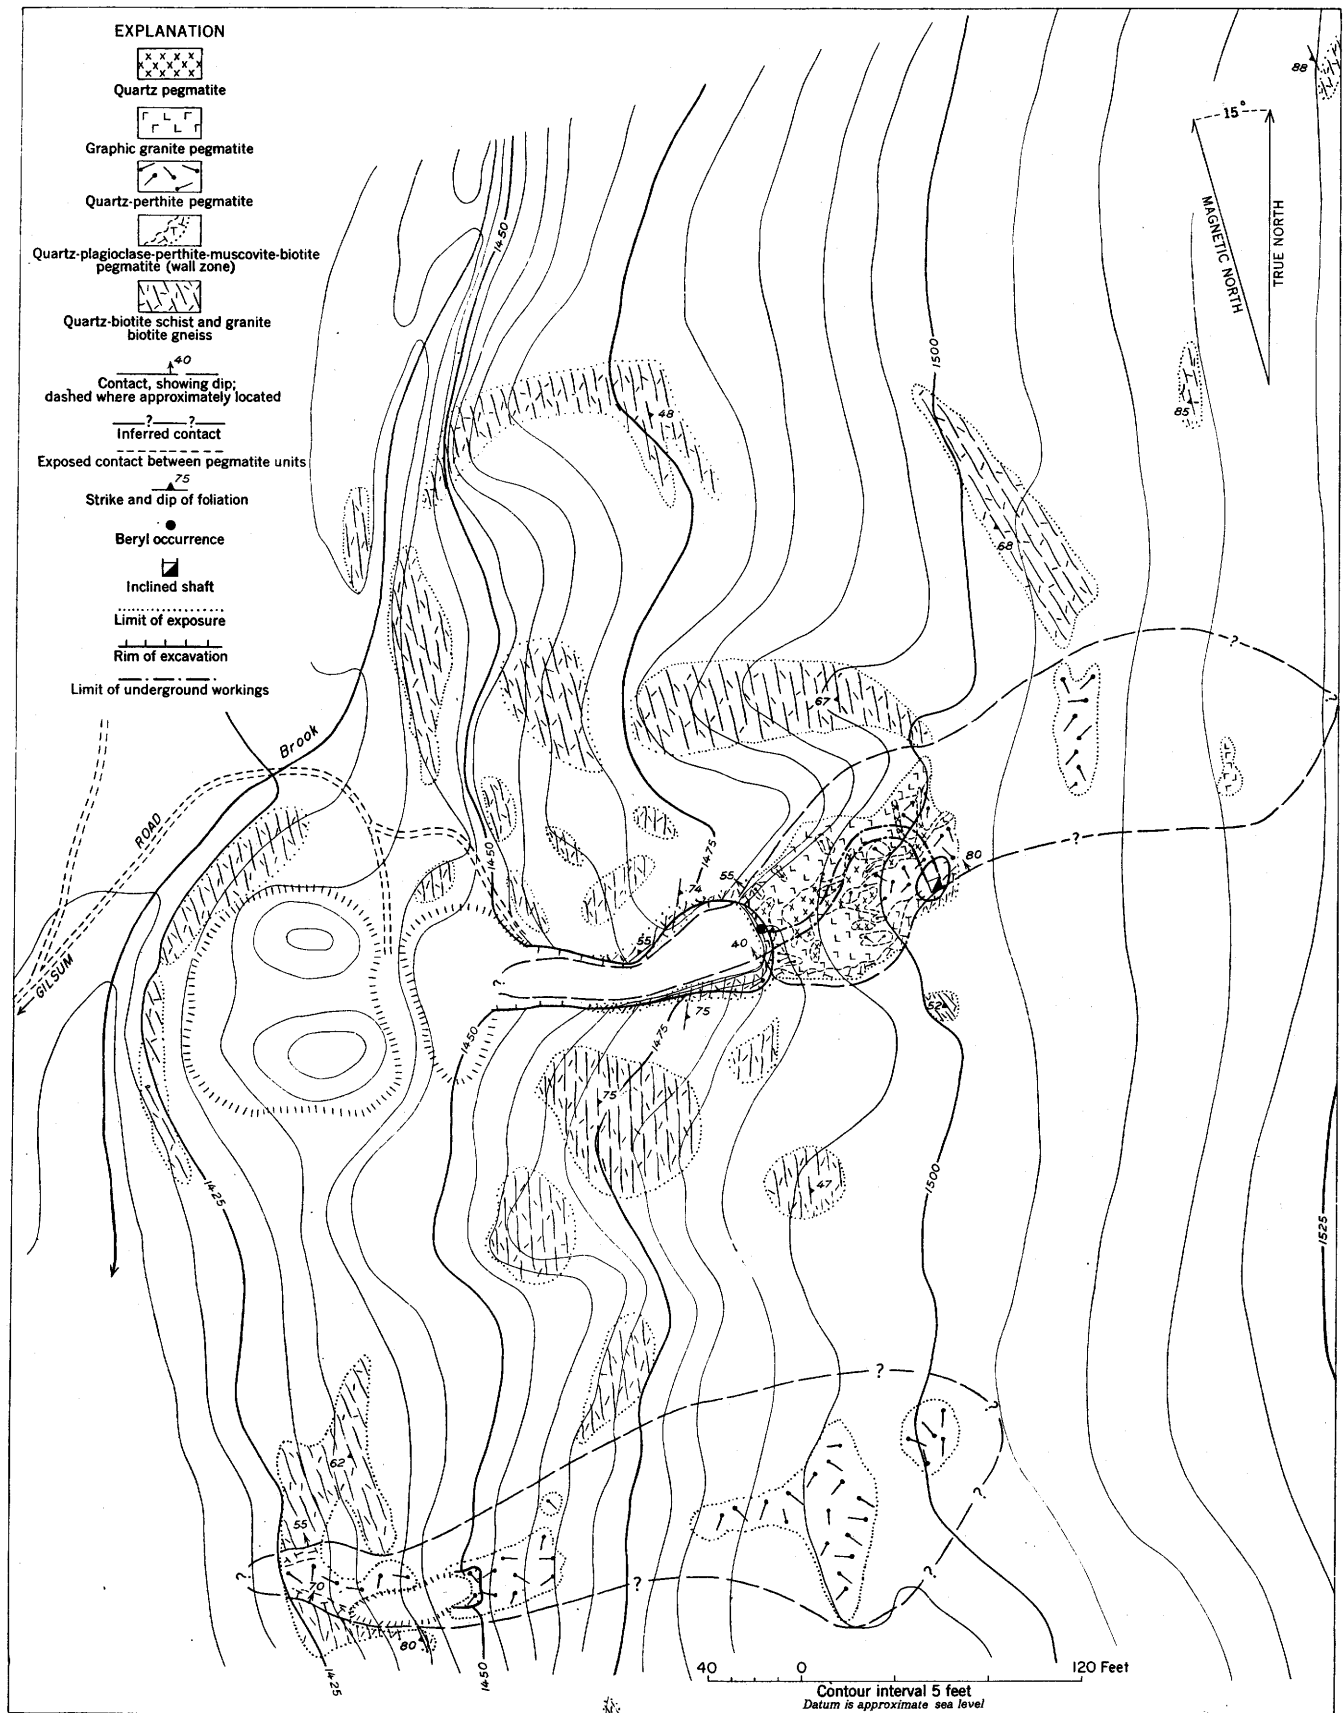 EXPLANATION
Quartz pegmatite
Graphic granite pegmatite
Quartz-perthite pegmatite
Quartz-plagioclase-perthite-muscovite-biotite
pegmatite (wall zone)
Quartz-biotite schist and granite
biotite gneiss
40
Contact, showing dip;
dashed where approximately located
? ?
Inferred contact
Exposed contact between pegmatite units
75
Strike and dip of foliation
Beryl occurrence
Inclined shaft
Limit of exposure
Rim of excavation
Limit of underground workings
88
15°
MAGNETIC NORTH
TRUE NORTH
1450
1500
85
48
68
?
?
67
Brook
ROAD
GILSUM
1450
1475
?
80
55
74
55
40
?
52
75
1450
1475
75
47
1425
1500
1525
?
?
62
?
55
?
70
?
?
80
1425
1450
40 0 120 Feet
Contour interval 5 feet
Datum is approximate sea level